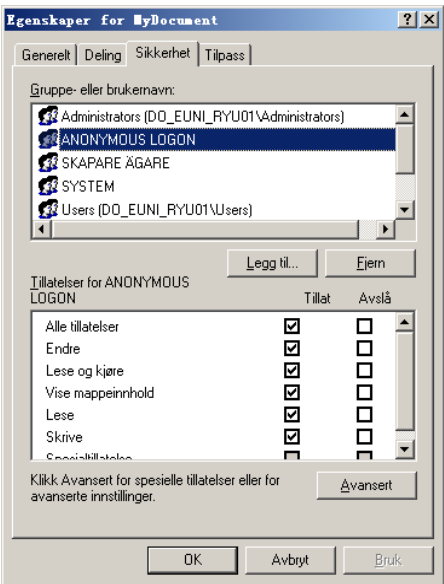 Egenskaper for MyDocument
Generelt Deling Sikkerhet Tilpass
Gruppe- eller brukernavn:
Administrators (DO_EUNI_RYU01\Administrators)
ANONYMOUS LOGON
SKAPARE ÄGARE
SYSTEM
Users (DO_EUNI_RYU01\Users)
Legg til... Fjern
Tillatelser for ANONYMOUS
LOGON Tillat Avslå
Alle tillatelser
Endre
Lese og kjøre
Vise mappeinnhold
Lese
Skrive
Spesialtillatelse
Klikk Avansert for spesielle tillatelser eller for
avanserte innstillinger. Avansert
OK Avbryt Bruk